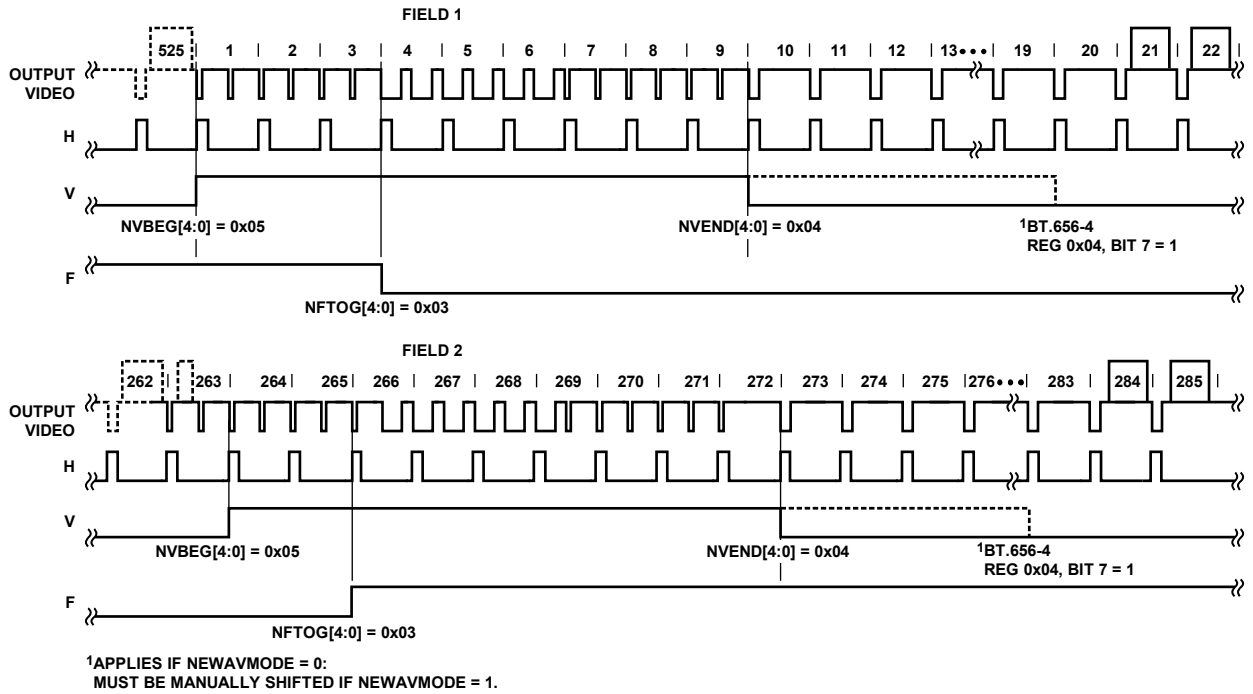 FIELD 1
525 1 2 3 4 5 6 7 8 9 10 11 12 13••• 19 20 21 22
OUTPUT
VIDEO
H
V
NVBEG[4:0] = 0x05
NVEND[4:0] = 0x04
1BT.656-4
REG 0x04, BIT 7 = 1
F
NFTOG[4:0] = 0x03
FIELD 2
262 263 264 265 266 267 268 269 270 271 272 273 274 275 276••• 283 284 285
OUTPUT
VIDEO
H
V
NVBEG[4:0] = 0x05
NVEND[4:0] = 0x04
1BT.656-4
REG 0x04, BIT 7 = 1
F
NFTOG[4:0] = 0x03
1APPLIES IF NEWAVMODE = 0:
MUST BE MANUALLY SHIFTED IF NEWAVMODE = 1.